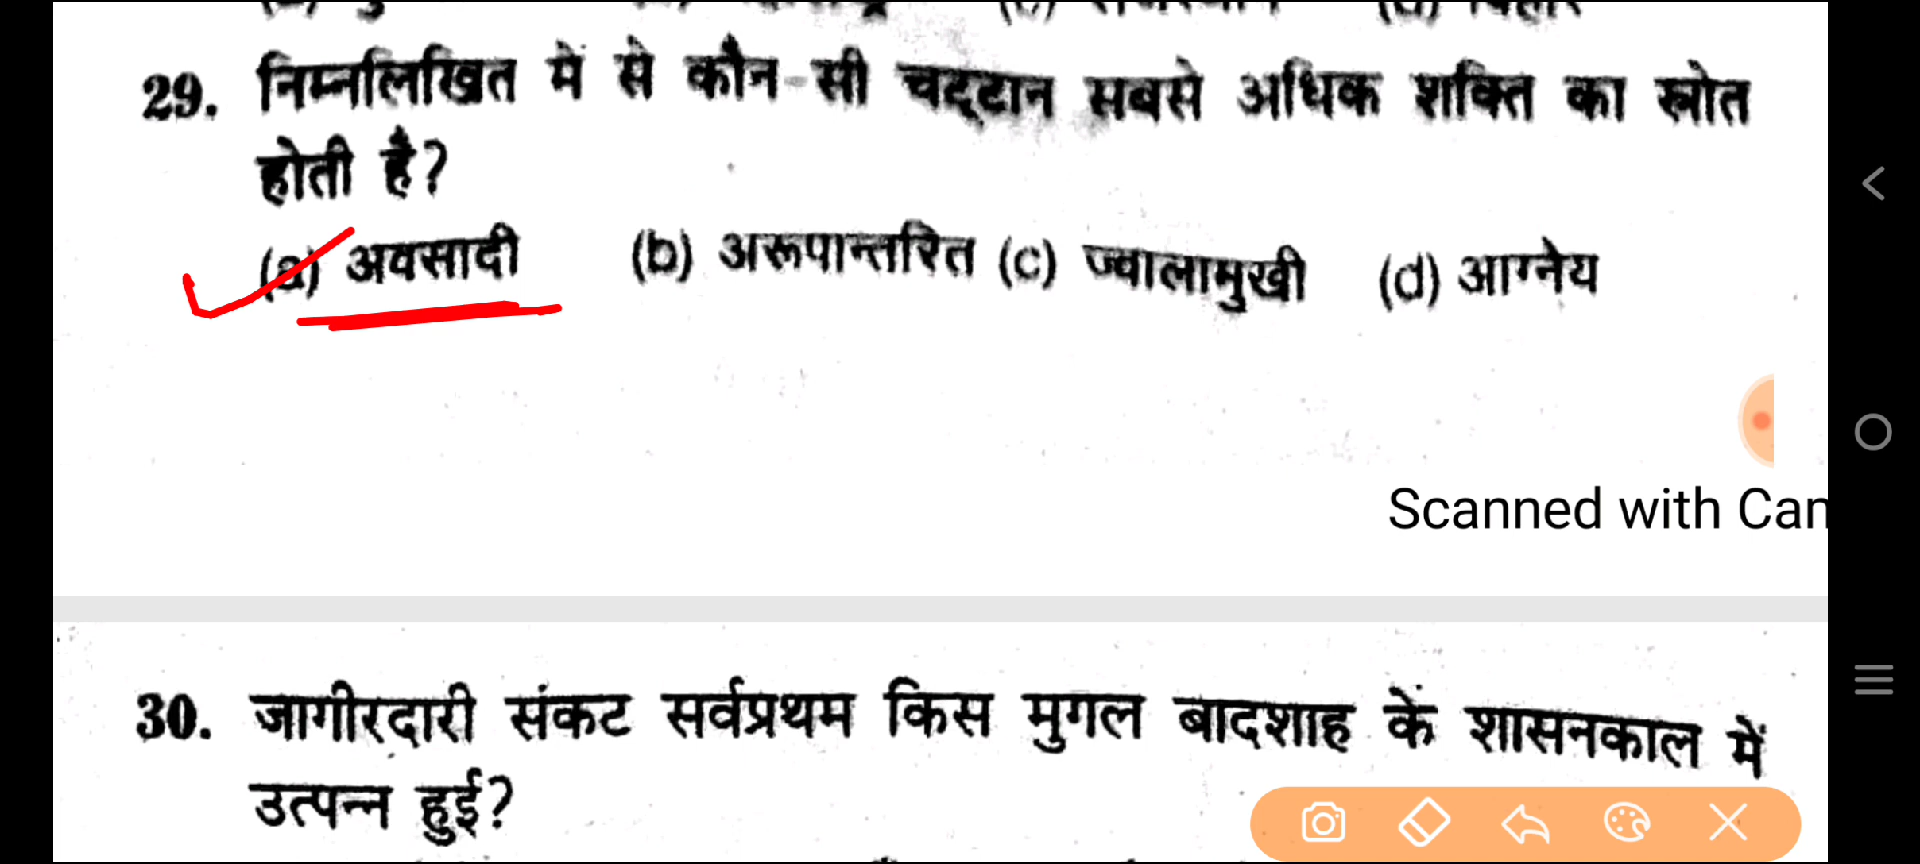 29. निम्नलिखित में से कौन-सी चट्टान सबसे अधिक शक्ति का स्त्रोत
होती है?
(a) अवसादी (b) अरूपान्तरित (c) ज्वालामुखी (d) आग्नेय
Scanned with Can
30. जागीरदारी संकट सर्वप्रथम किस मुगल बादशाह के शासनकाल में
उत्पन्न हुई?